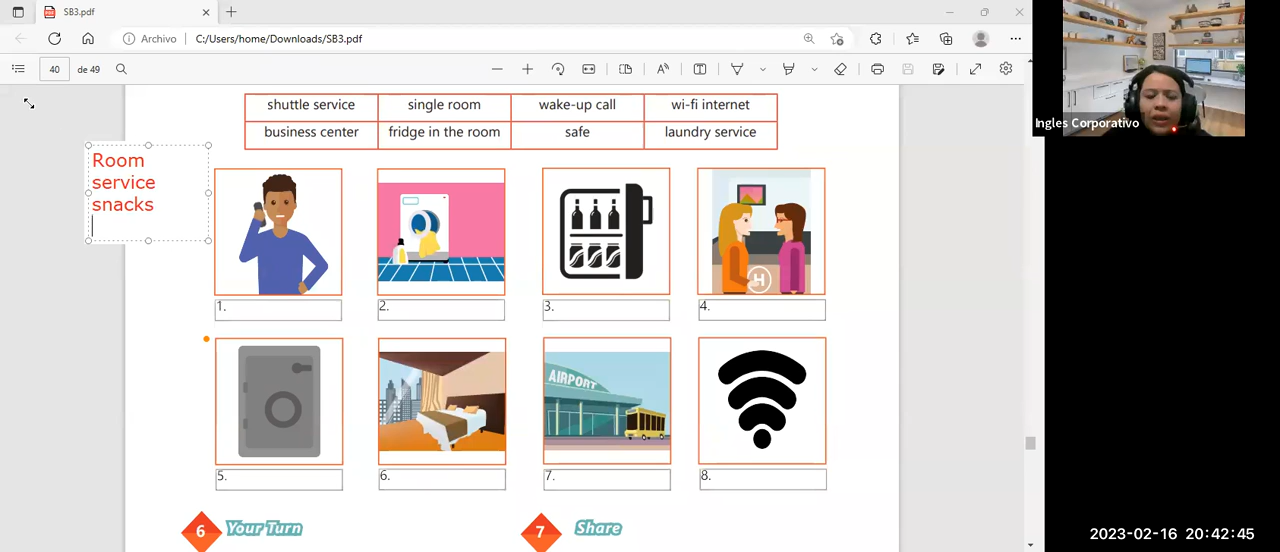 SB3.pdf
Archivo
C:/Users/home/Downloads/SB3.pdf
40
de 49
shuttle service
single room
wake-up call
wi-fi internet
business center
fridge in the room
safe
laundry service
Room
service
snacks
Ingles Corporativo
H
1.
2.
3.
4.
AIRPORT
5.
6.
7.
8.
6
Your Turn
7
Share
2023-02-16 20:42:45